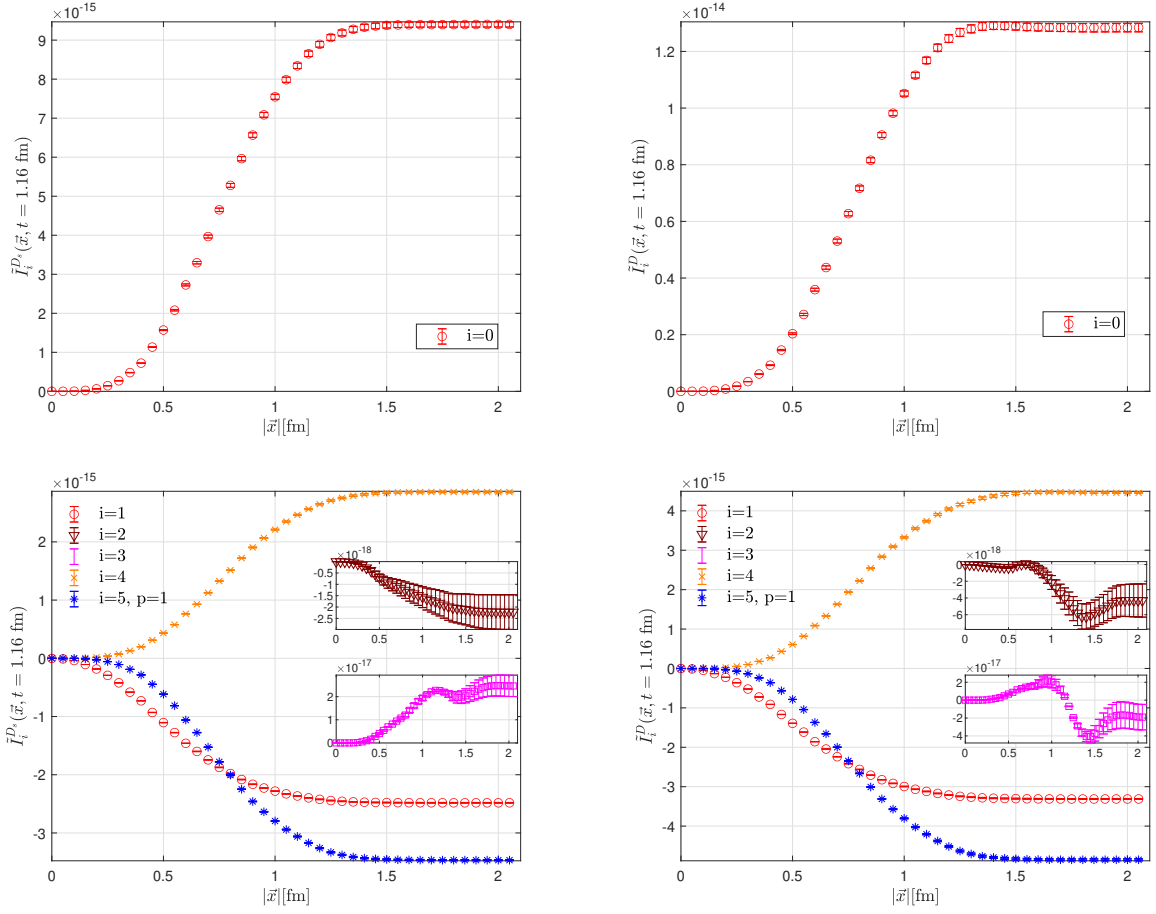 ×10⁻¹⁵
9
8
7
6
5
4
3
2
1
0
Ĩᵢ^{Dₛ}(x⃗, t = 1.16 fm)
i=0
0 0.5 1 1.5 2
|x⃗|[fm]
×10⁻¹⁴
1.2
1
0.8
0.6
0.4
0.2
0
Ĩᵢ^{D}(x⃗, t = 1.16 fm)
i=0
0 0.5 1 1.5 2
|x⃗|[fm]
×10⁻¹⁵
2
1
0
-1
-2
-3
Ĩᵢ^{Dₛ}(x⃗, t = 1.16 fm)
i=1
i=2
i=3
i=4
i=5, p=1
×10⁻¹⁸
-0.5
-1
-1.5
-2
-2.5
0 0.5 1 1.5 2
×10⁻¹⁷
2
1
0
0 0.5 1 1.5 2
0 0.5 1 1.5 2
|x⃗|[fm]
×10⁻¹⁵
4
3
2
1
0
-1
-2
-3
-4
Ĩᵢ^{D}(x⃗, t = 1.16 fm)
i=1
i=2
i=3
i=4
i=5, p=1
×10⁻¹⁸
0
-2
-4
-6
0 0.5 1 1.5 2
×10⁻¹⁷
2
0
-2
-4
0 0.5 1 1.5 2
0 0.5 1 1.5 2
|x⃗|[fm]